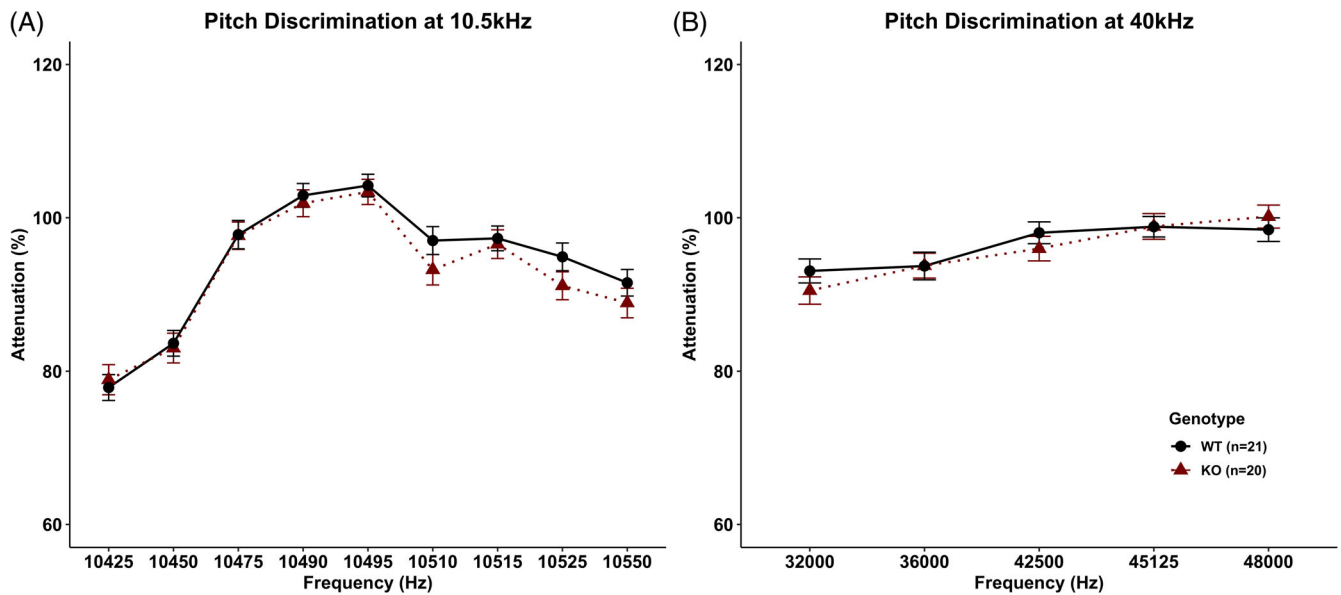 (A)
Pitch Discrimination at 10.5kHz
Attenuation (%)
120
100
80
60
10425 10450 10475 10490 10495 10510 10515 10525 10550
Frequency (Hz)
(B)
Pitch Discrimination at 40kHz
Attenuation (%)
120
100
80
60
32000 36000 42500 45125 48000
Frequency (Hz)
Genotype
WT (n=21)
KO (n=20)